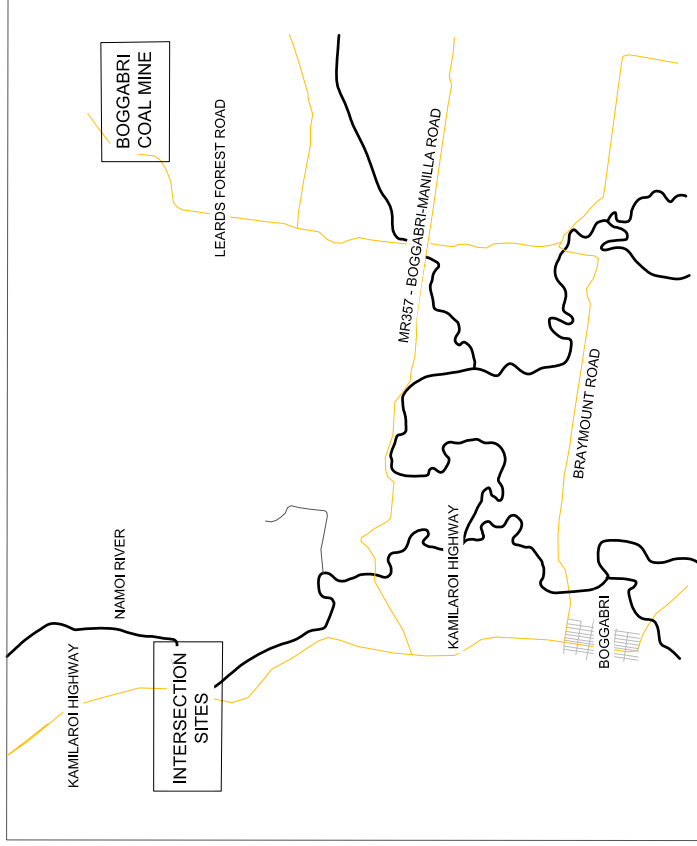 BOGGABRI
COAL MINE
LEARDS FOREST ROAD
MR357 - BOGGABRI-MANILLA ROAD
BRAYMOUNT ROAD
NAMOI RIVER
KAMILAROI HIGHWAY
INTERSECTION
SITES
KAMILAROI HIGHWAY
BOGGABRI